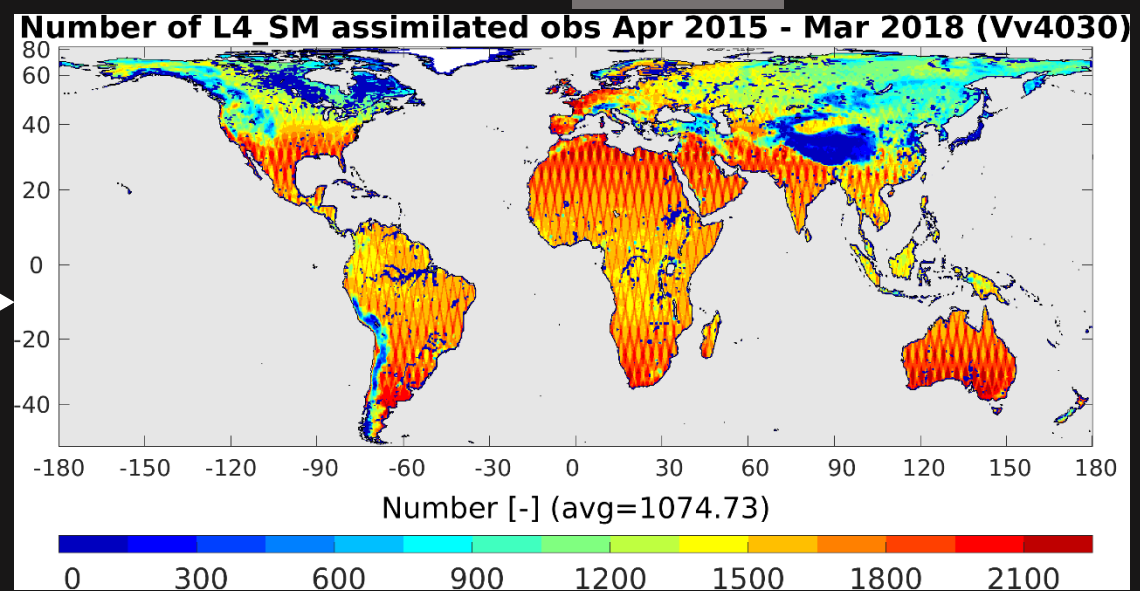 Number of L4_SM assimilated obs Apr 2015 - Mar 2018 (Vv4030)
80
60
40
20
0
-20
-40
-180 -150 -120 -90 -60 -30 0 30 60 90 120 150 180
Number [-] (avg=1074.73)
0 300 600 900 1200 1500 1800 2100